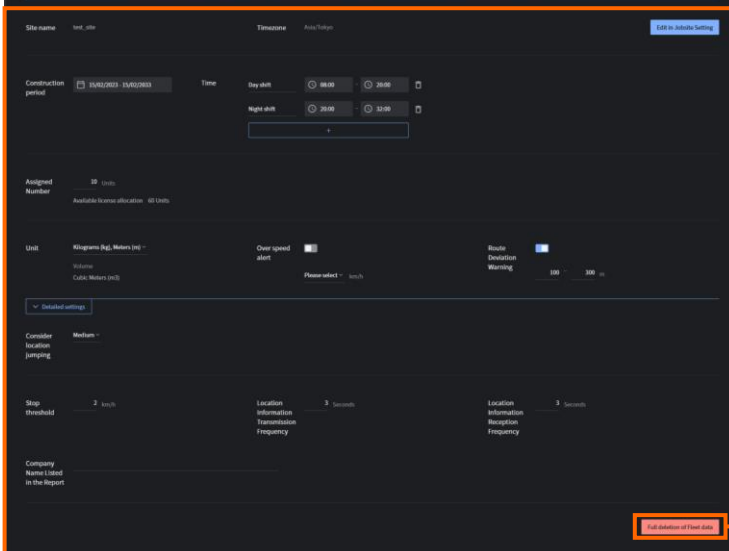 Site name test_site Timezone Asia/Tokyo Edit in Jobsite Setting
Construction period 15/02/2023 - 15/02/2033 Time Day shift 08:00 - 20:00
Night shift 20:00 - 32:00
+
Assigned Number 10 Units
Available license allocation 60 Units
Unit Kilograms (kg), Meters (m) Over speed alert Route Deviation Warning
Volume
Cubic Meters (m3) Please select km/h 100 ~ 300 m
Detailed settings
Consider location jumping Medium
Stop threshold 2 km/h Location Information Transmission Frequency 3 Seconds Location Information Reception Frequency 3 Seconds
Company Name Listed in the Report
Full deletion of Fleet data